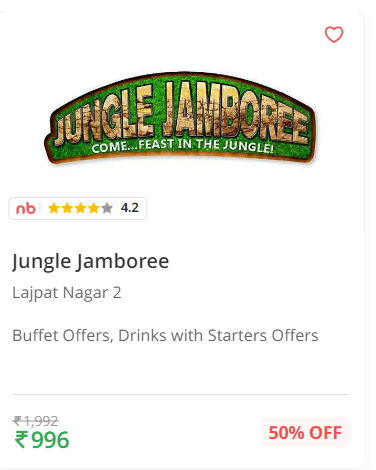 JUNGLE JAMBOREE
COME...FEAST IN THE JUNGLE!
nb 4.2
Jungle Jamboree
Lajpat Nagar 2
Buffet Offers, Drinks with Starters Offers
₹1,992
₹996 50% OFF